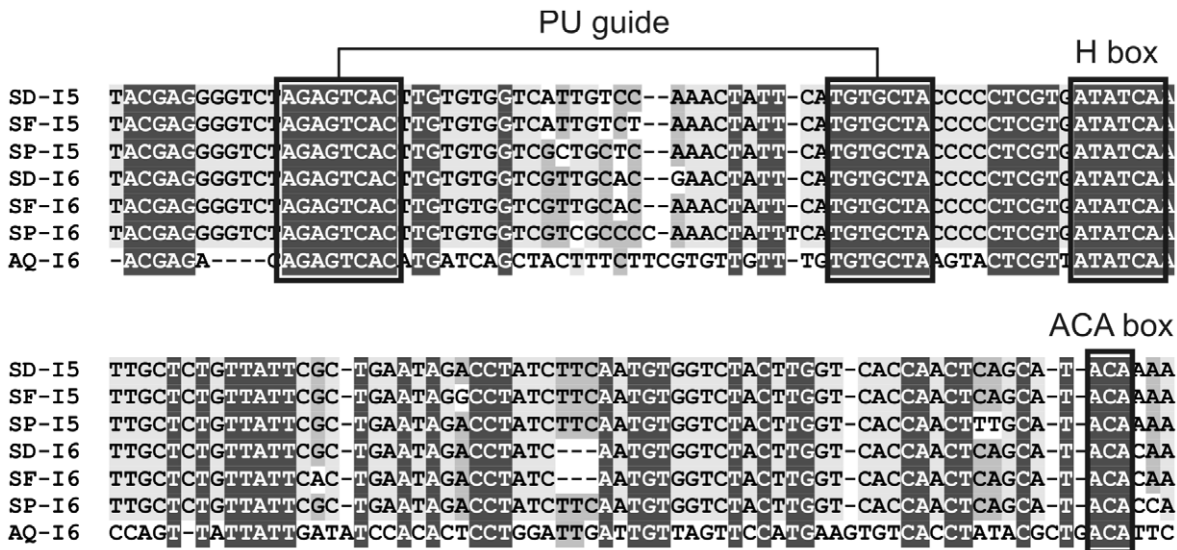 PU guide
H box
SD-I5 TACGAGGGGTCTAGAGTCACTTGTGTGGTCATTGTCC--AAACTATT-CATGTGCTACCCCCTCGTGATATCAA
SF-I5 TACGAGGGGTCTAGAGTCACTTGTGTGGTCATTGTCT--AAACTATT-CATGTGCTACCCCCTCGTGATATCAA
SP-I5 TACGAGGGGTCTAGAGTCACTTGTGTGGTCGCTGCTC--AAACTATT-CATGTGCTACCCCCTCGTGATATCAA
SD-I6 TACGAGGGGTCTAGAGTCACTTGTGTGGTCGTTGCAC--GAACTATT-CATGTGCTACCCCCTCGTGATATCAA
SF-I6 TACGAGGGGTCTAGAGTCACTTGTGTGGTCGTTGCAC--AAACTATT-CATGTGCTACCCCCTCGTGATATCAA
SP-I6 TACGAGGGGTCTAGAGTCACTTGTGTGGTCGTCGCCCC-AAACTATTTCATGTGCTACCCCCTCGTGATATCAA
AQ-I6 -ACGAGA----CAGAGTCACATGATCAGCTACTTTCTTCGTGTTGTT-TGTGTGCTAAGTACTCGTTATATCAA
ACA box
SD-I5 TTGCTCTGTTATTCGC-TGAATAGACCTATCTTCAATGTGGTCTACTTGGT-CACCAACTCAGCA-T-ACAAAA
SF-I5 TTGCTCTGTTATTCGC-TGAATAGGCCTATCTTCAATGTGGTCTACTTGGT-CACCAACTCAGCA-T-ACAAAA
SP-I5 TTGCTCTGTTATTCGC-TGAATAGACCTATCTTCAATGTGGTCTACTTGGT-CACCAACTTTGCA-T-ACAAAA
SD-I6 TTGCTCTGTTATTCGC-TGAATAGACCTATC---AATGTGGTCTACTTGGT-CACCAACTCAGCA-T-ACACAA
SF-I6 TTGCTCTGTTATTCAC-TGAATAGACCTATC---AATGTGGTCTACTTGGT-CACCAACTCAGCA-T-ACACAA
SP-I6 TTGCTCTGTTATTCGC-TGAATAGACCTATCTTCAATGTGGTCTACTTGGT-CACCAACTCAGCA-T-ACACCA
AQ-I6 CCAGT-TATTATTGATATCCACACTCCTGGATTGATTGTTAGTTCCATGAAGTGTCACCTATACGCTGACATTC